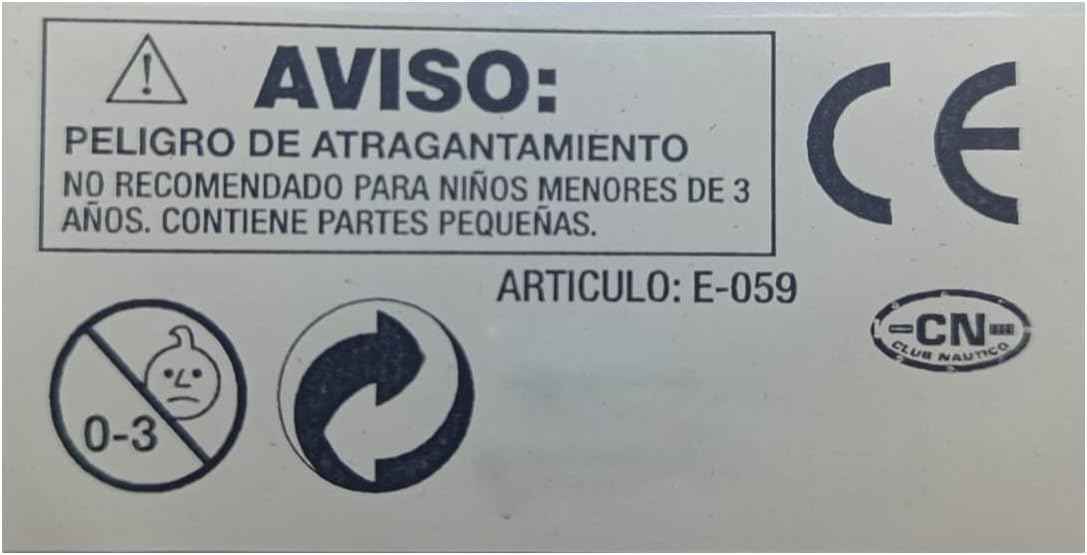 AVISO:
PELIGRO DE ATRAGANTAMIENTO
NO RECOMENDADO PARA NIÑOS MENORES DE 3
AÑOS. CONTIENE PARTES PEQUEÑAS.
CE
ARTICULO: E-059
CN
CLUB NAUTICO
0-3